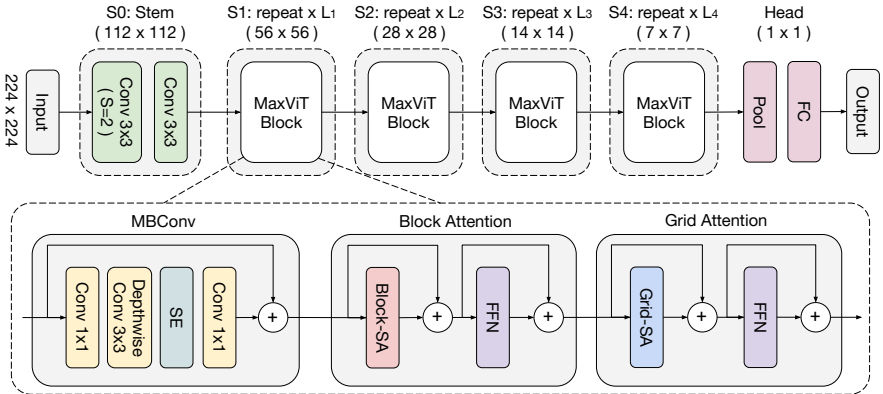 S0: Stem
( 112 x 112 )
S1: repeat x L1
( 56 x 56 )
S2: repeat x L2
( 28 x 28 )
S3: repeat x L3
( 14 x 14 )
S4: repeat x L4
( 7 x 7 )
Head
( 1 x 1 )
224 x 224
Input
Conv 3x3
( S=2 )
Conv 3x3
MaxViT
Block
MaxViT
Block
MaxViT
Block
MaxViT
Block
Pool
FC
Output
MBConv
Block Attention
Grid Attention
Conv 1x1
Depthwise
Conv 3x3
SE
Conv 1x1
+
Block-SA
+
FFN
+
Grid-SA
+
FFN
+